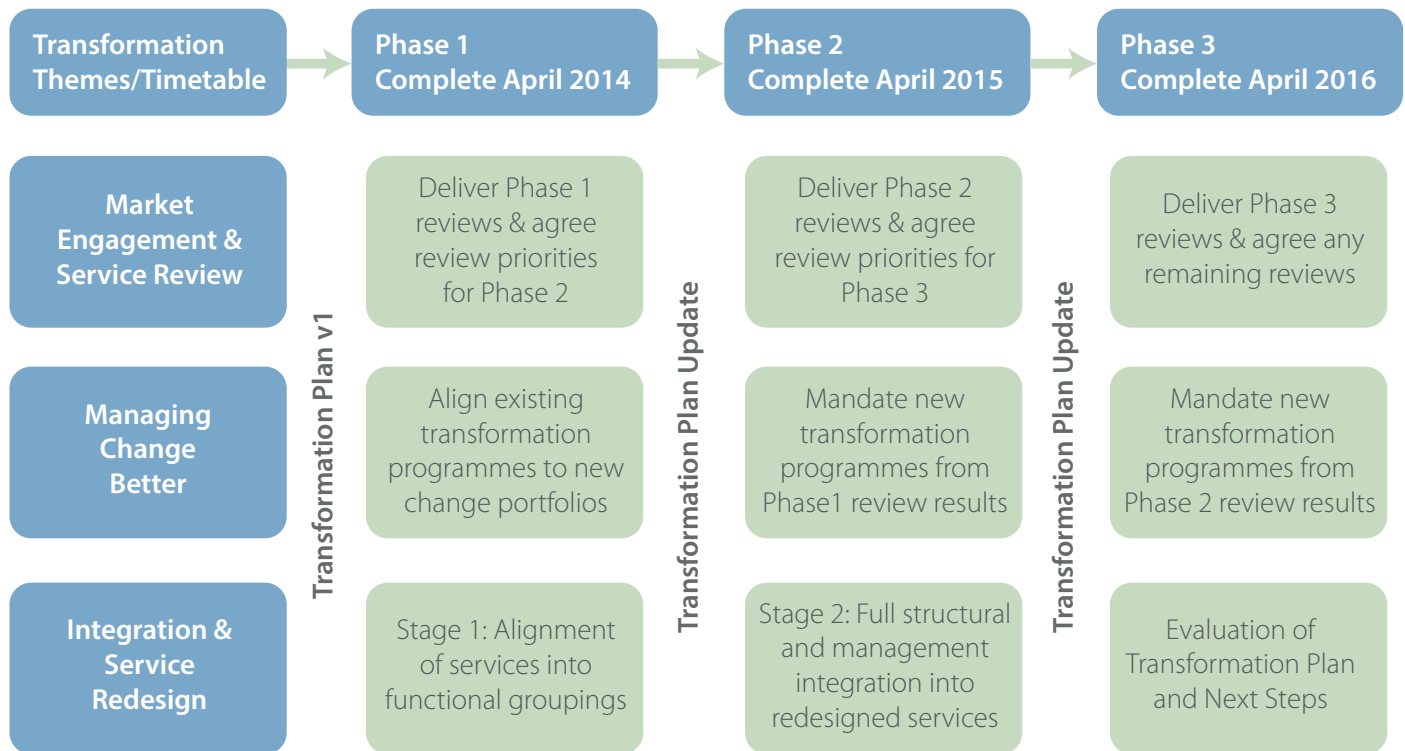 Transformation
Themes/Timetable
Phase 1
Complete April 2014
Phase 2
Complete April 2015
Phase 3
Complete April 2016
Market
Engagement &
Service Review
Transformation Plan v1
Deliver Phase 1
reviews & agree
review priorities
for Phase 2
Transformation Plan Update
Deliver Phase 2
reviews & agree
review priorities for
Phase 3
Transformation Plan Update
Deliver Phase 3
reviews & agree any
remaining reviews
Managing
Change
Better
Align existing
transformation
programmes to new
change portfolios
Mandate new
transformation
programmes from
Phase1 review results
Mandate new
transformation
programmes from
Phase 2 review results
Integration &
Service
Redesign
Stage 1: Alignment
of services into
functional groupings
Stage 2: Full structural
and management
integration into
redesigned services
Evaluation of
Transformation Plan
and Next Steps